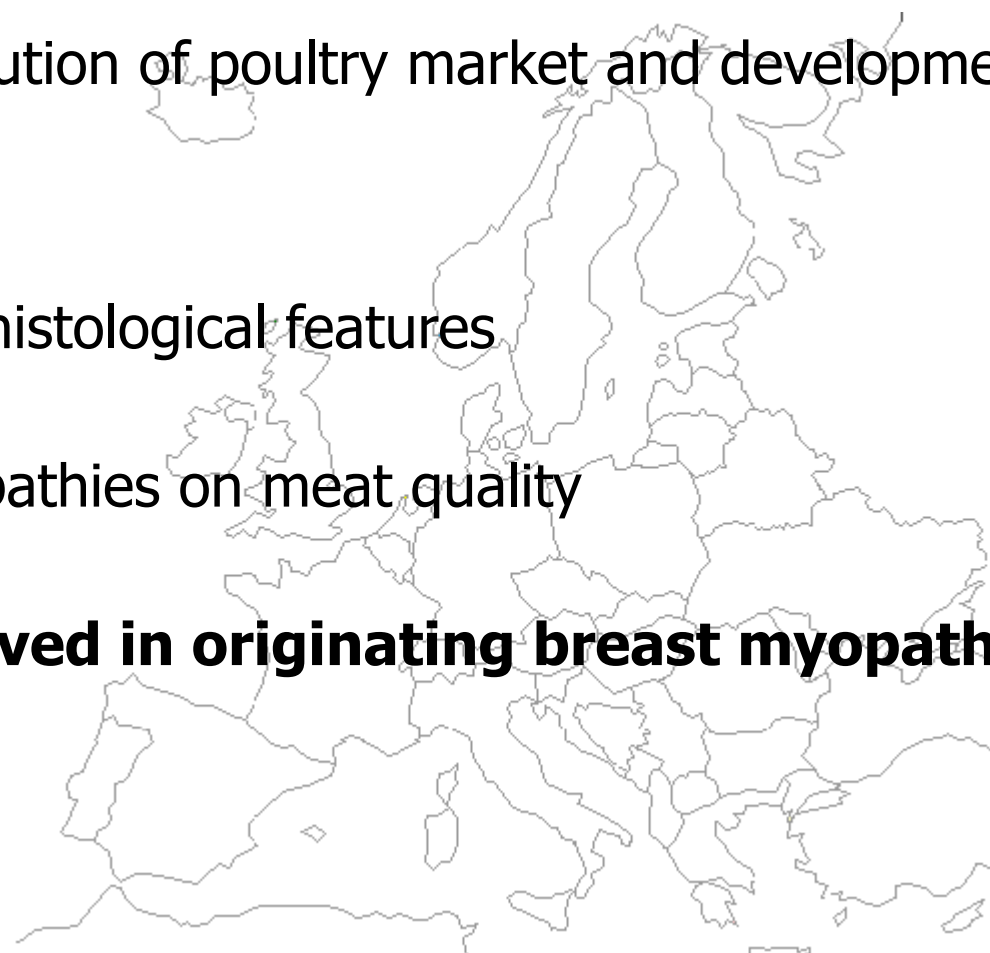 ution of poultry market and developme
histological features
pathies on meat quality
ved in originating breast myopath